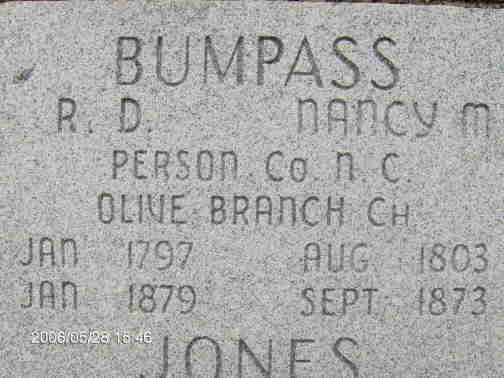 BUMPASS
R. D. NANCY M
PERSON Co. N. C.
OLIVE BRANCH CH
JAN 1797 AUG. 1803
JAN 1879 SEPT. 1873
2006/05/28 15:46
JONES